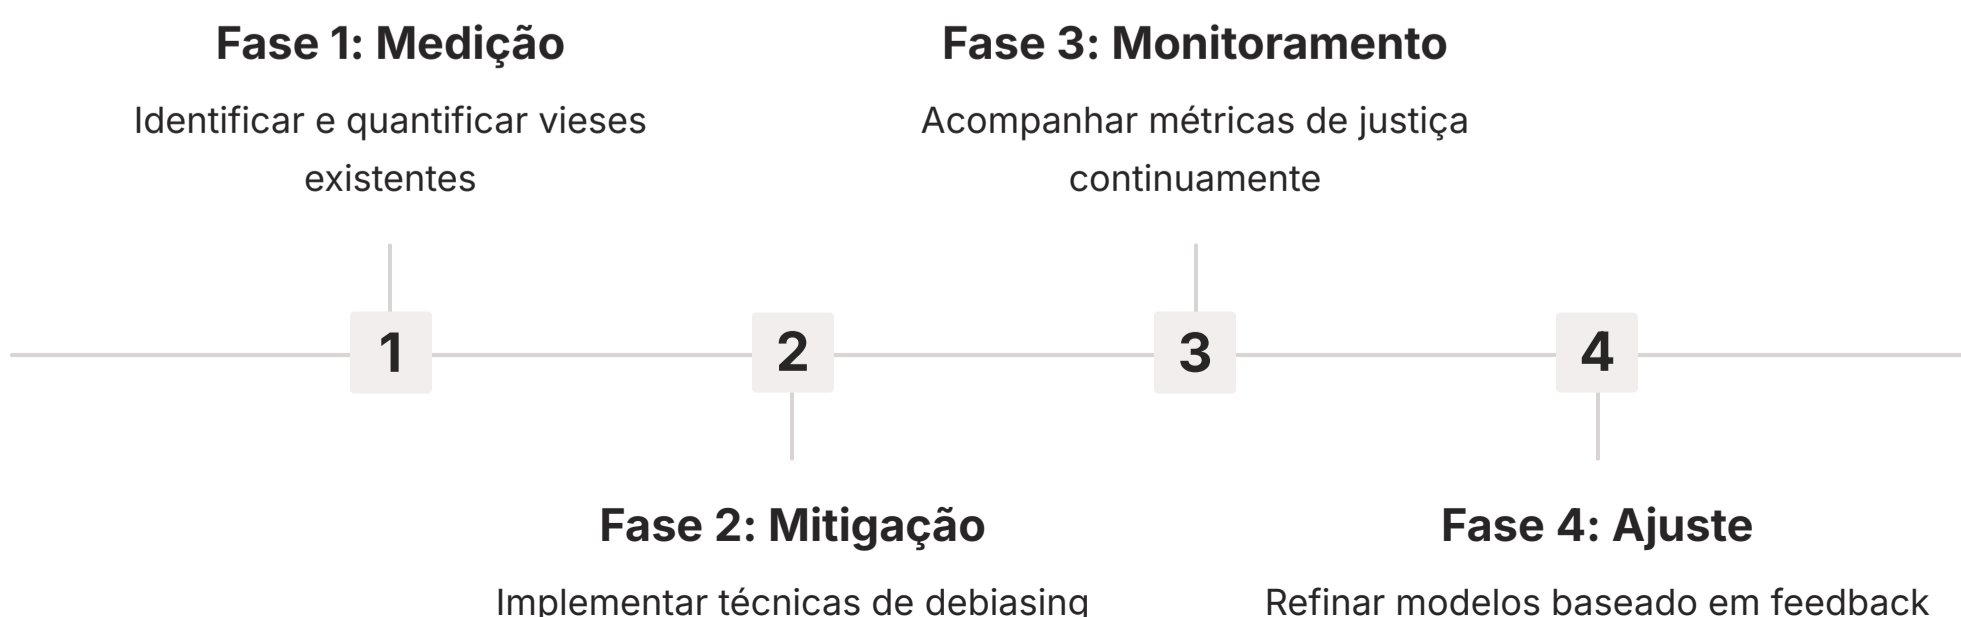 Fase 1: Medição
Identificar e quantificar vieses
existentes
Fase 3: Monitoramento
Acompanhar métricas de justiça
continuamente
1
2
3
4
Fase 2: Mitigação
Implementar técnicas de debiasing
Fase 4: Ajuste
Refinar modelos baseado em feedback